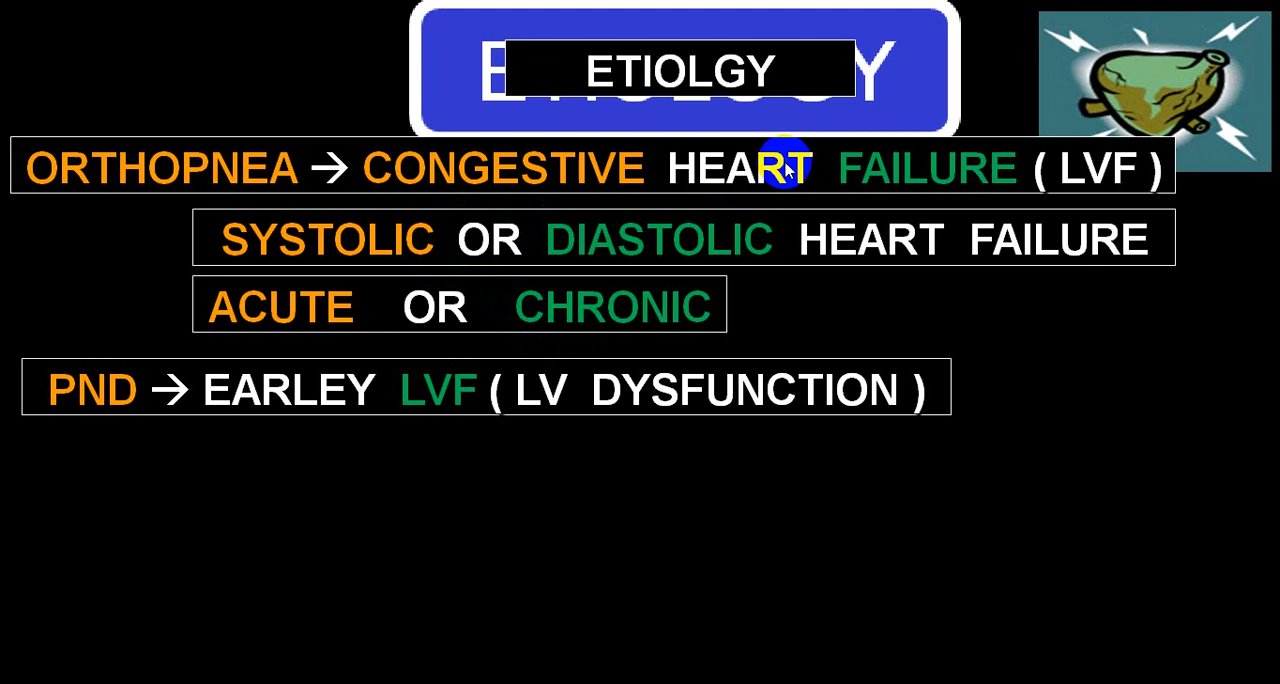 ETIOLGY
ORTHOPNEA → CONGESTIVE HEART FAILURE ( LVF )
SYSTOLIC OR DIASTOLIC HEART FAILURE
ACUTE OR CHRONIC
PND → EARLEY LVF ( LV DYSFUNCTION )